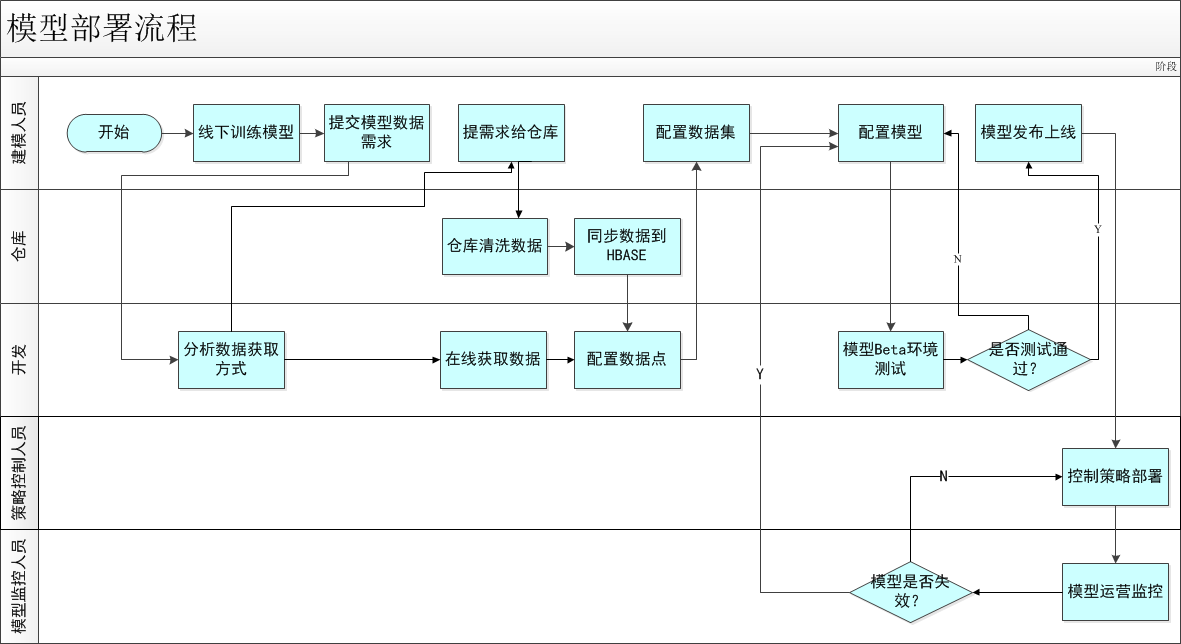 模型部署流程
阶段
建模人员
开始
线下训练模型
提交模型数据
需求
提需求给仓库
配置数据集
配置模型
模型发布上线
仓库
仓库清洗数据
同步数据到
HBASE
N
Y
开发
分析数据获取
方式
在线获取数据
配置数据点
模型Beta环境
测试
是否测试通
过?
Y
策略控制人员
N
控制策略部署
模型监控人员
模型是否失
效?
模型运营监控